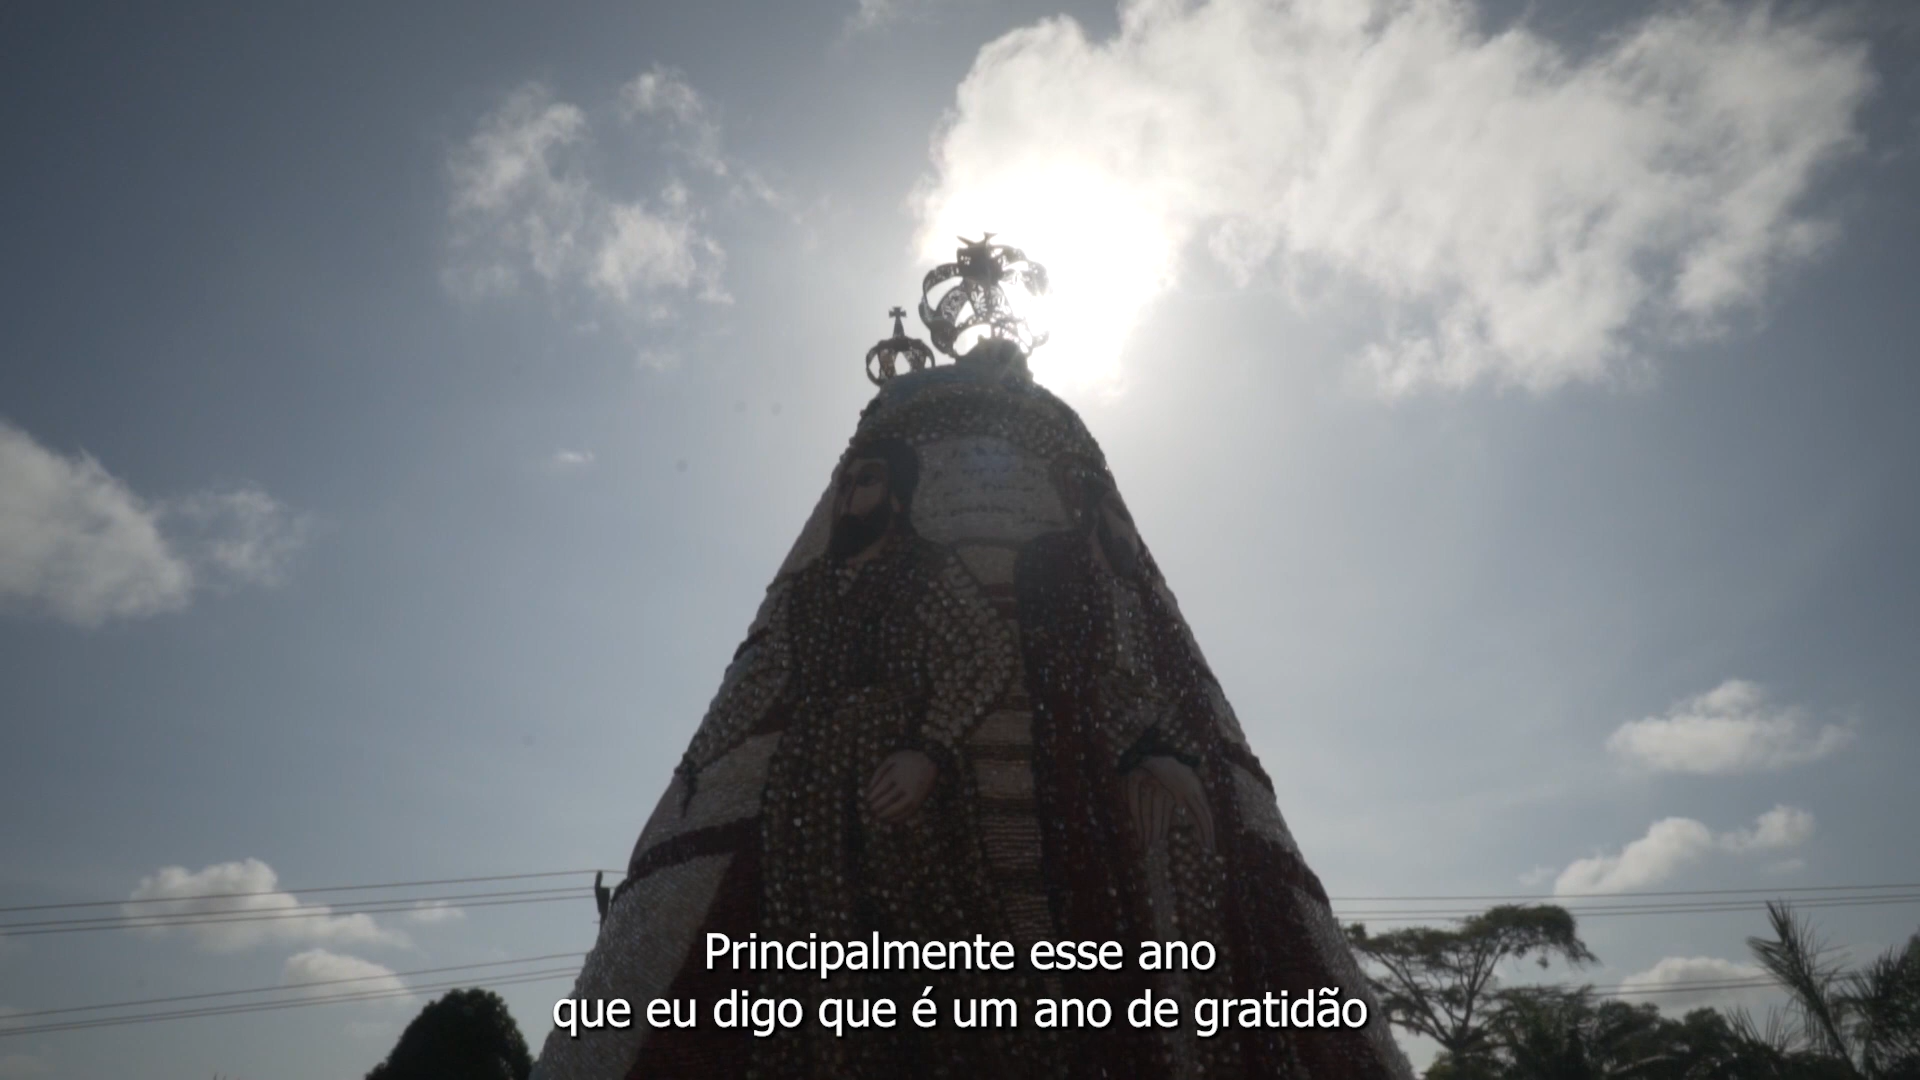 Principalmente esse ano
que eu digo que é um ano de gratidão